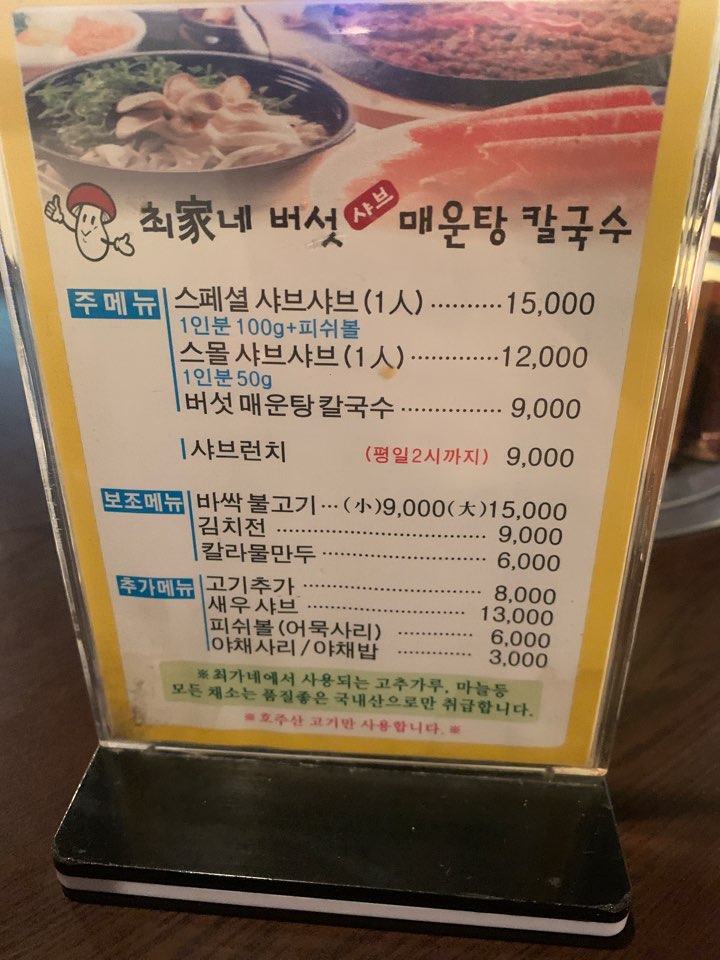 최家네 버섯 샤브 매운탕 칼국수
주메뉴 스페셜 샤브샤브 (1人) ·········· 15,000
1인분 100g+피쉬볼
스몰 샤브샤브 (1人) ············· 12,000
1인분 50g
버섯 매운탕 칼국수 ··············· 9,000
샤브런치 (평일2시까지) 9,000
보조메뉴 바싹 불고기 ··· (小)9,000(大)15,000
김치전 ································ 9,000
칼라물만두 ························· 6,000
추가메뉴 고기추가 ························· 8,000
새우 샤브 ························ 13,000
피쉬볼(어묵사리) ············ 6,000
야채사리/야채밥 ············ 3,000
※최가네에서 사용되는 고추가루, 마늘등
모든 채소는 품질좋은 국내산으로만 취급합니다.
※호주산 고기만 사용합니다.※